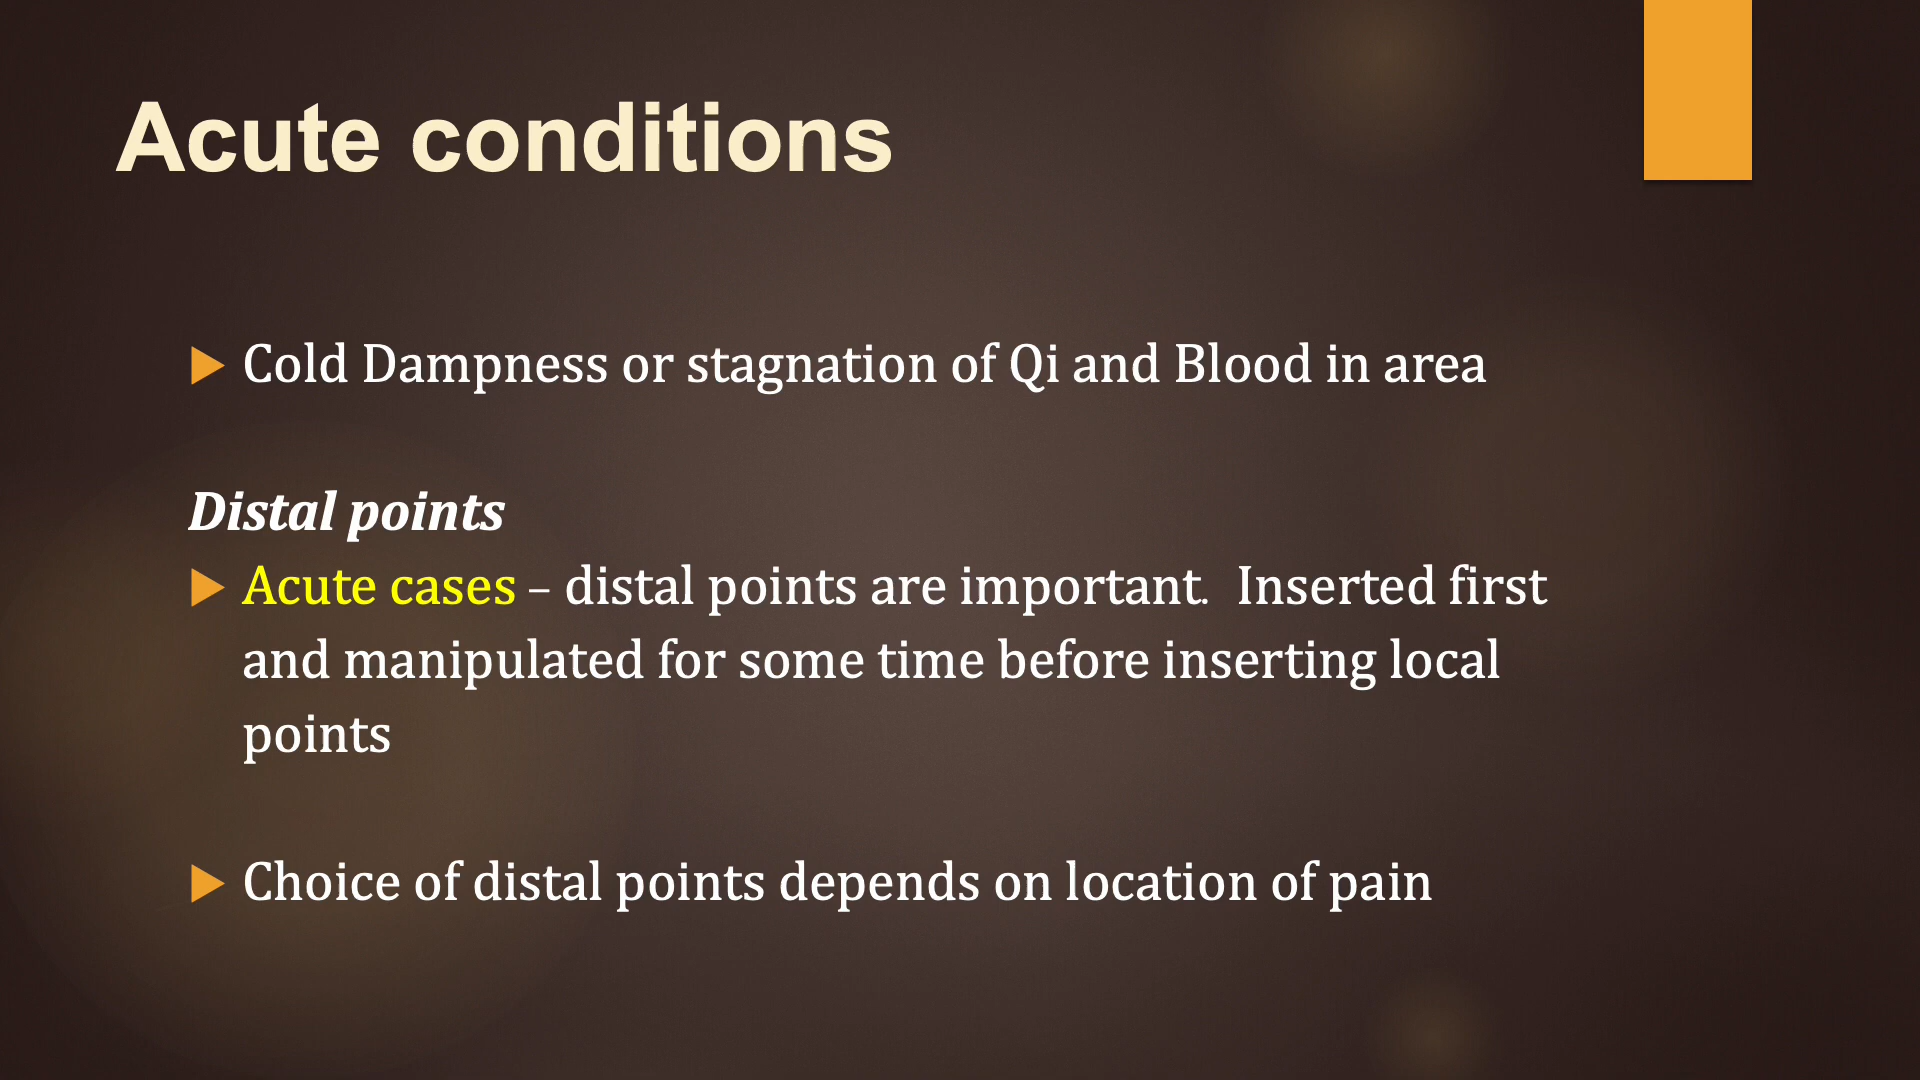 Acute conditions
Cold Dampness or stagnation of Qi and Blood in area
Distal points
Acute cases – distal points are important.  Inserted first
and manipulated for some time before inserting local
points
Choice of distal points depends on location of pain